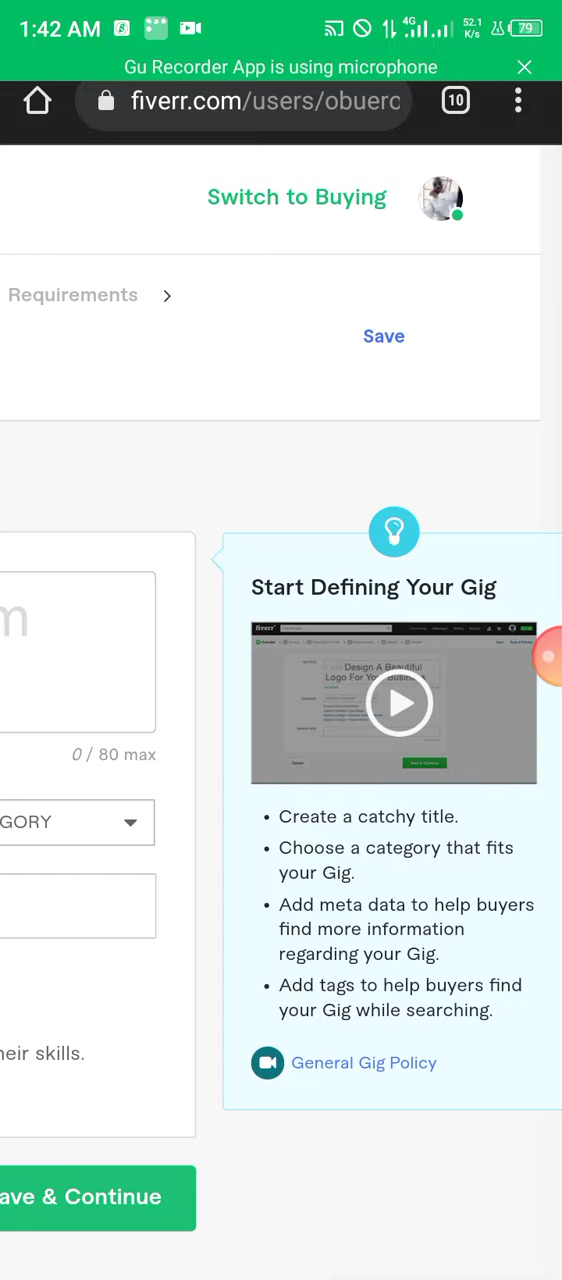 1:42 AM 4G 52.1 K/s 79
Gu Recorder App is using microphone
fiverr.com/users/obuero
10
Switch to Buying
Requirements
Save
m
Start Defining Your Gig
fiverr
Design A Beautiful
Logo For Your Business
0 / 80 max
GORY
• Create a catchy title.
• Choose a category that fits
your Gig.
• Add meta data to help buyers
find more information
regarding your Gig.
• Add tags to help buyers find
your Gig while searching.
General Gig Policy
heir skills.
ave & Continue